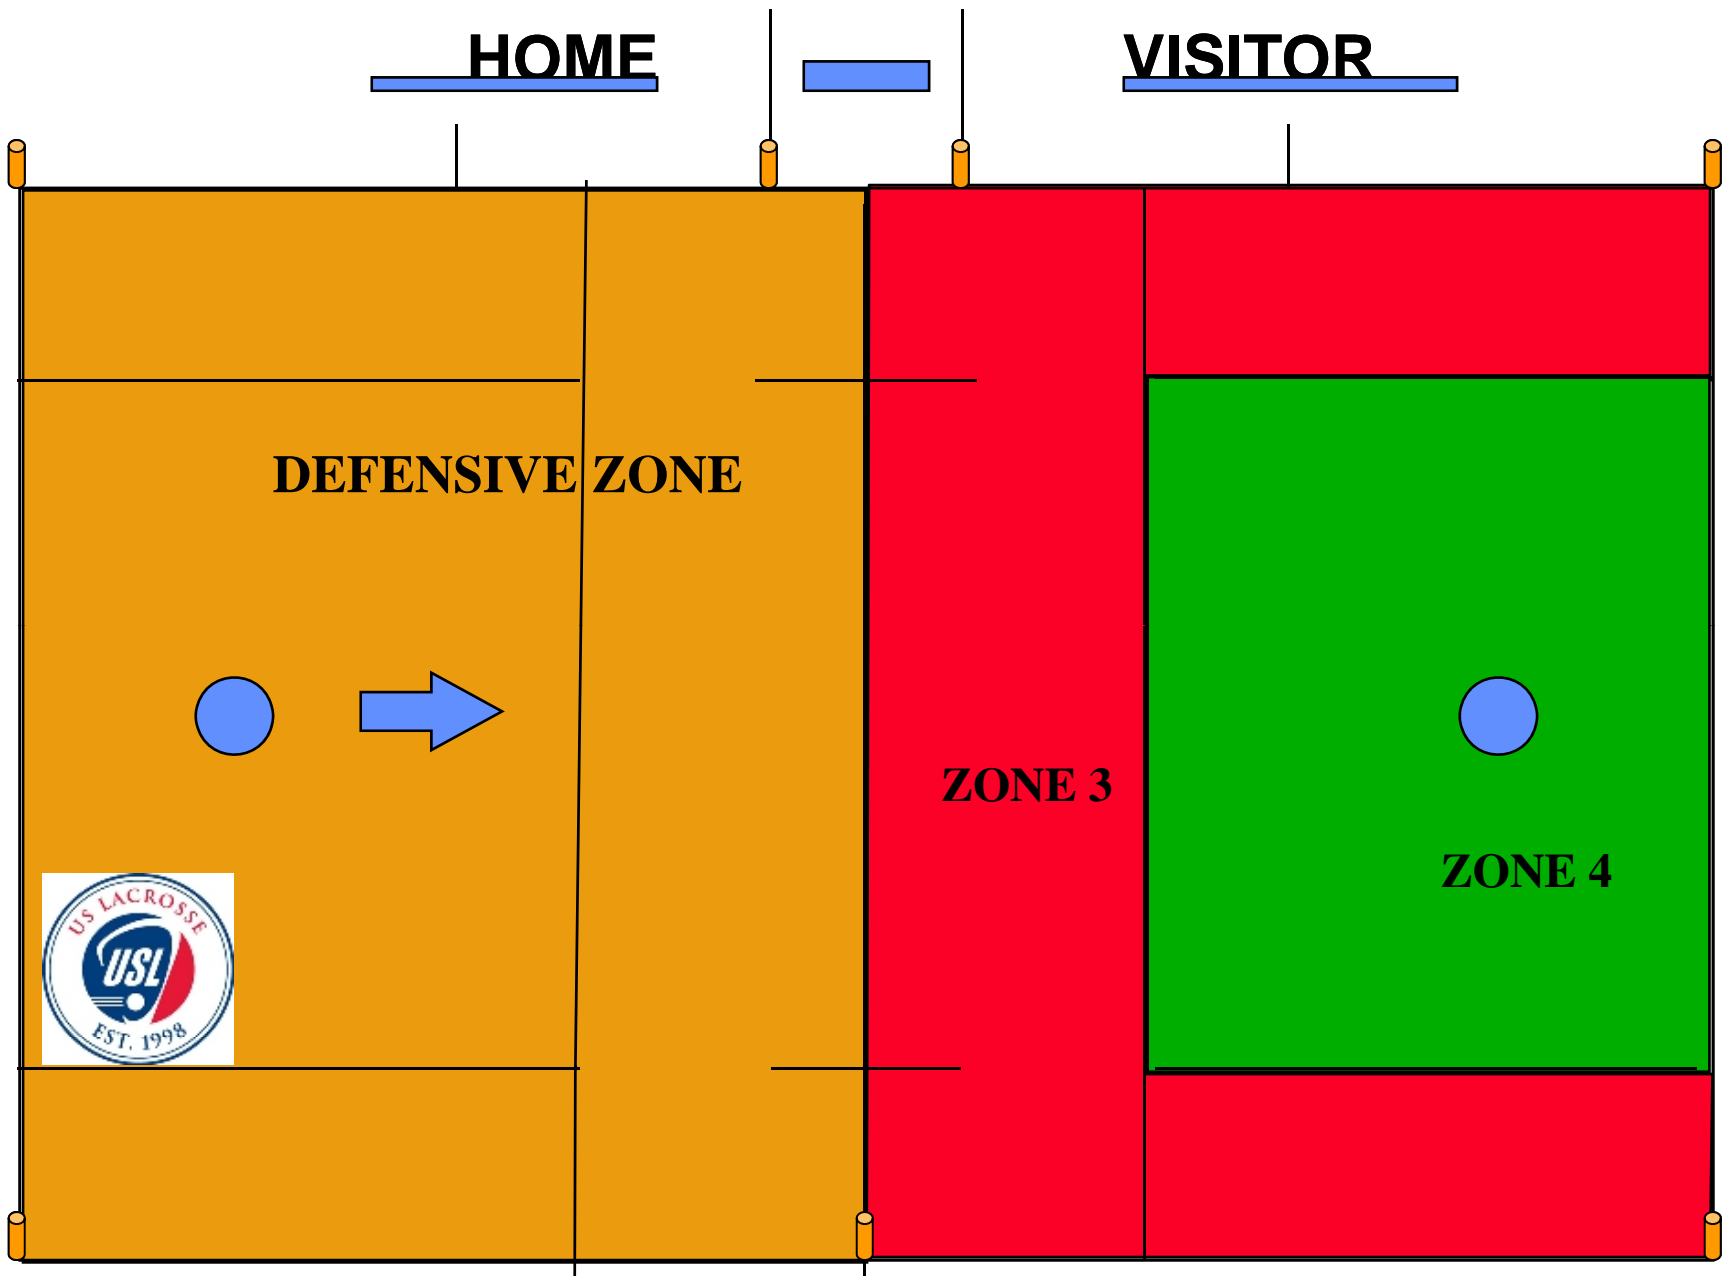 HOME
VISITOR
DEFENSIVE ZONE
ZONE 3
ZONE 4
US LACROSSE
USL
EST. 1998